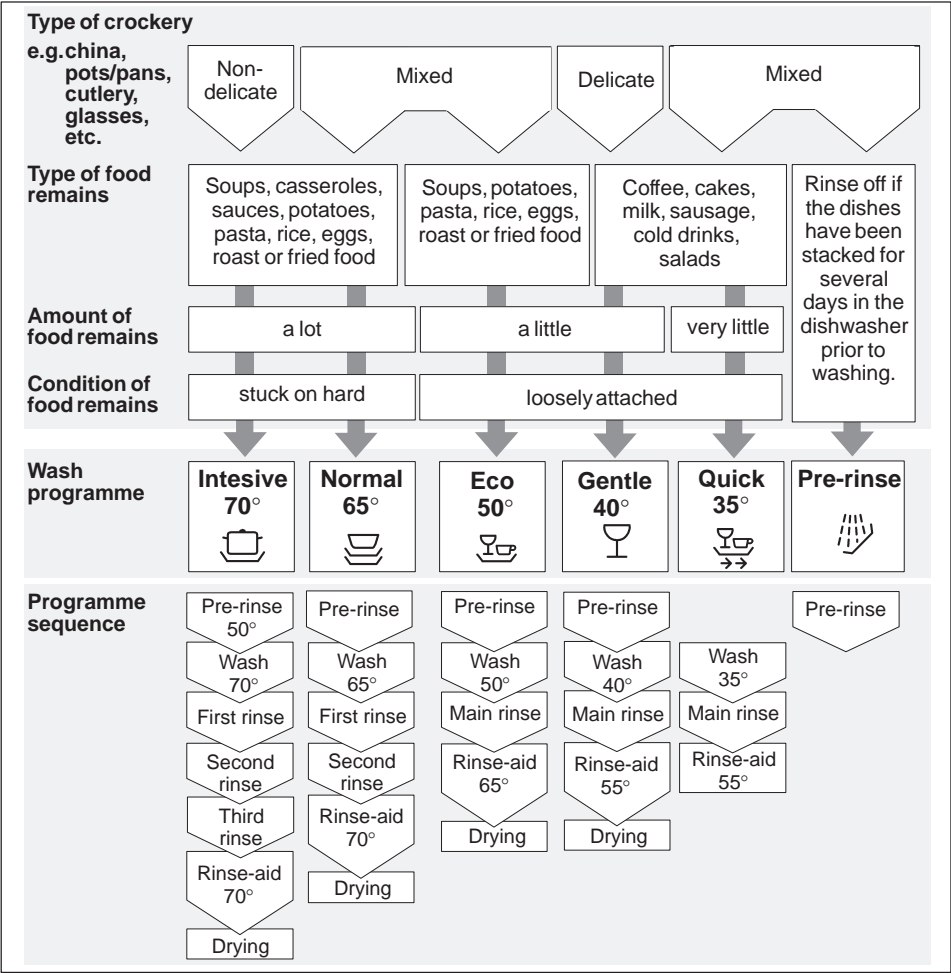 Type of crockery
e.g. china,
pots/pans,
cutlery,
glasses,
etc.
Non-
delicate
Mixed
Delicate
Mixed
Type of food
remains
Soups, casseroles,
sauces, potatoes,
pasta, rice, eggs,
roast or fried food
Soups, potatoes,
pasta, rice, eggs,
roast or fried food
Coffee, cakes,
milk, sausage,
cold drinks,
salads
Rinse off if
the dishes
have been
stacked for
several
days in the
dishwasher
prior to
washing.
Amount of
food remains
a lot
a little
very little
Condition of
food remains
stuck on hard
loosely attached
Wash
programme
Intesive
70°
Normal
65°
Eco
50°
Gentle
40°
Quick
35°
Pre-rinse
Programme
sequence
Pre-rinse
50°
Wash
70°
First rinse
Second
rinse
Third
rinse
Rinse-aid
70°
Drying
Pre-rinse
Wash
65°
First rinse
Second
rinse
Rinse-aid
70°
Drying
Pre-rinse
Wash
50°
Main rinse
Rinse-aid
65°
Drying
Pre-rinse
Wash
40°
Main rinse
Rinse-aid
55°
Drying
Wash
35°
Main rinse
Rinse-aid
55°
Pre-rinse